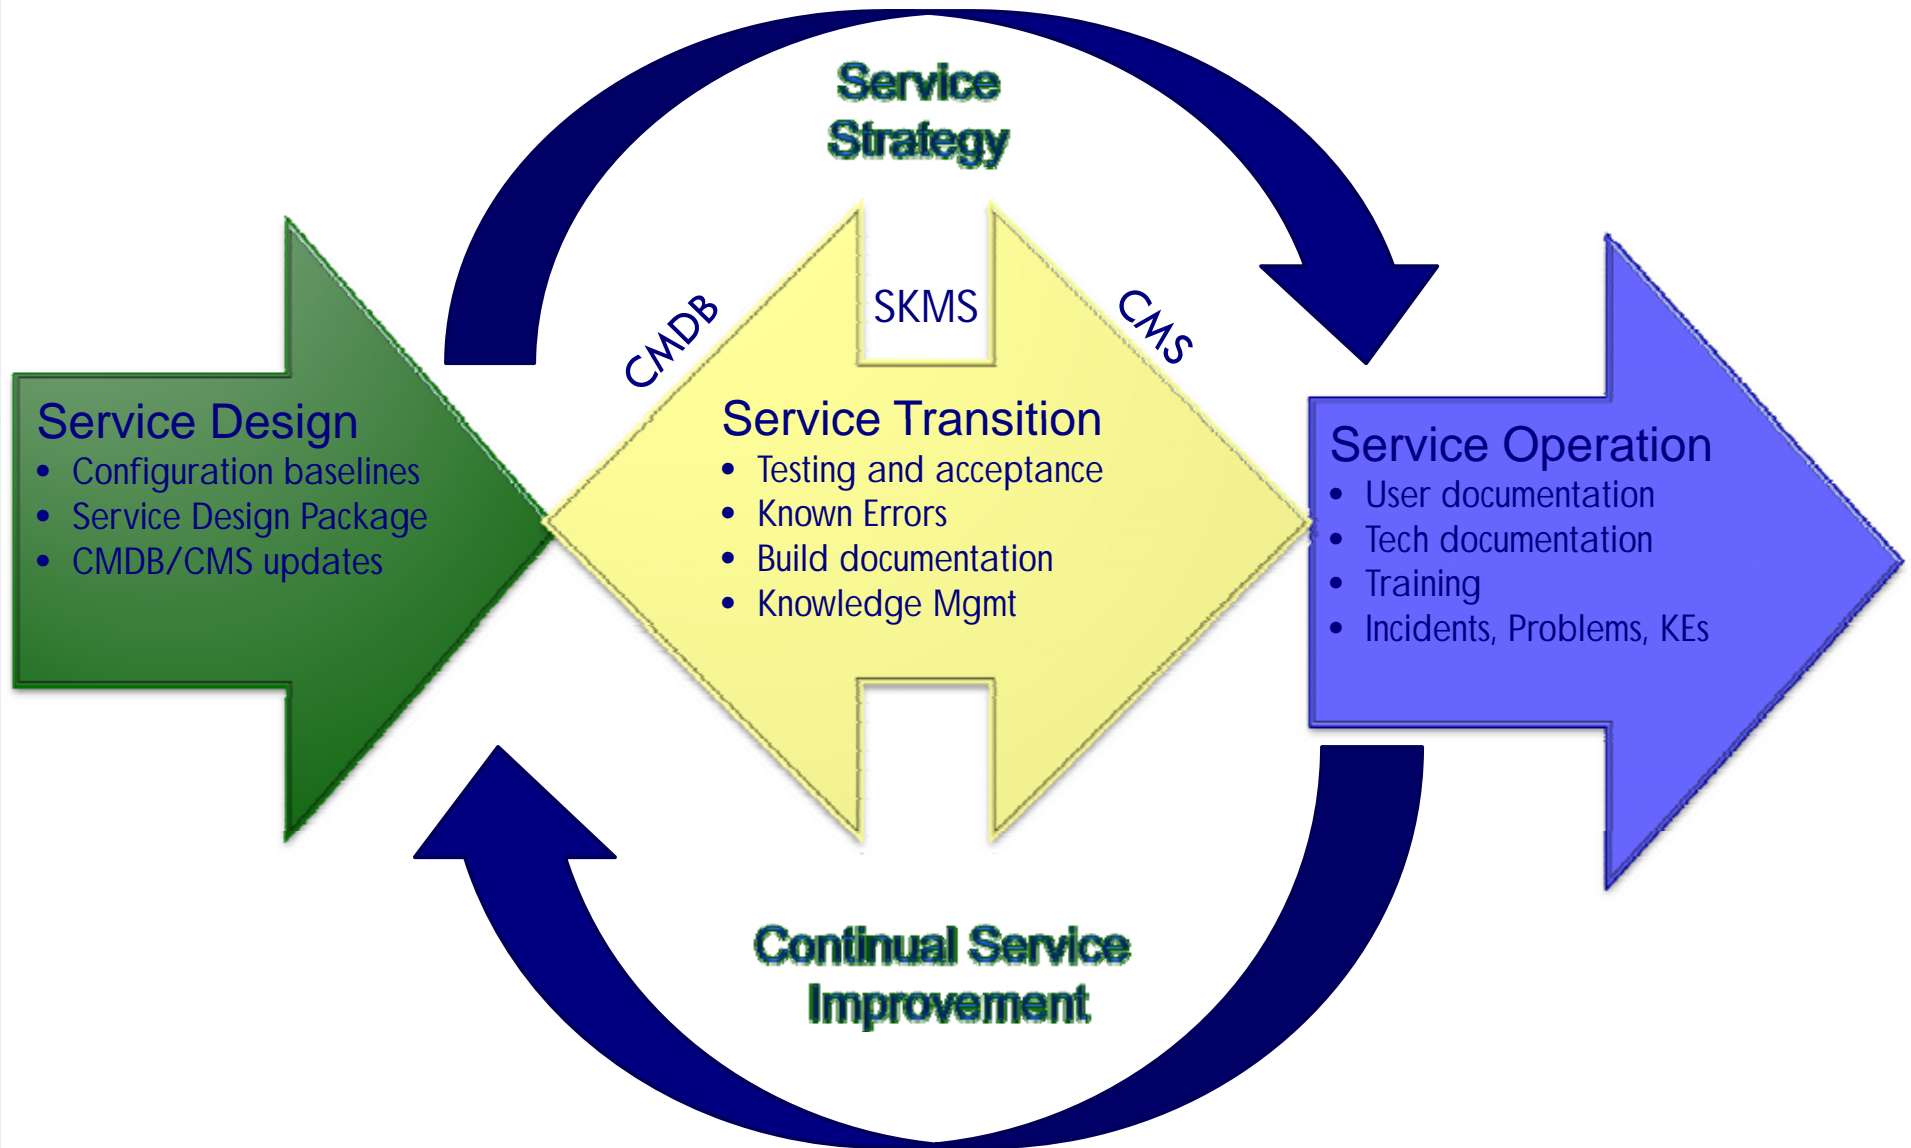 Service
Strategy
CMDB
SKMS
CMS
Service Design
• Configuration baselines
• Service Design Package
• CMDB/CMS updates
Service Transition
• Testing and acceptance
• Known Errors
• Build documentation
• Knowledge Mgmt
Service Operation
• User documentation
• Tech documentation
• Training
• Incidents, Problems, KEs
Continual Service
Improvement